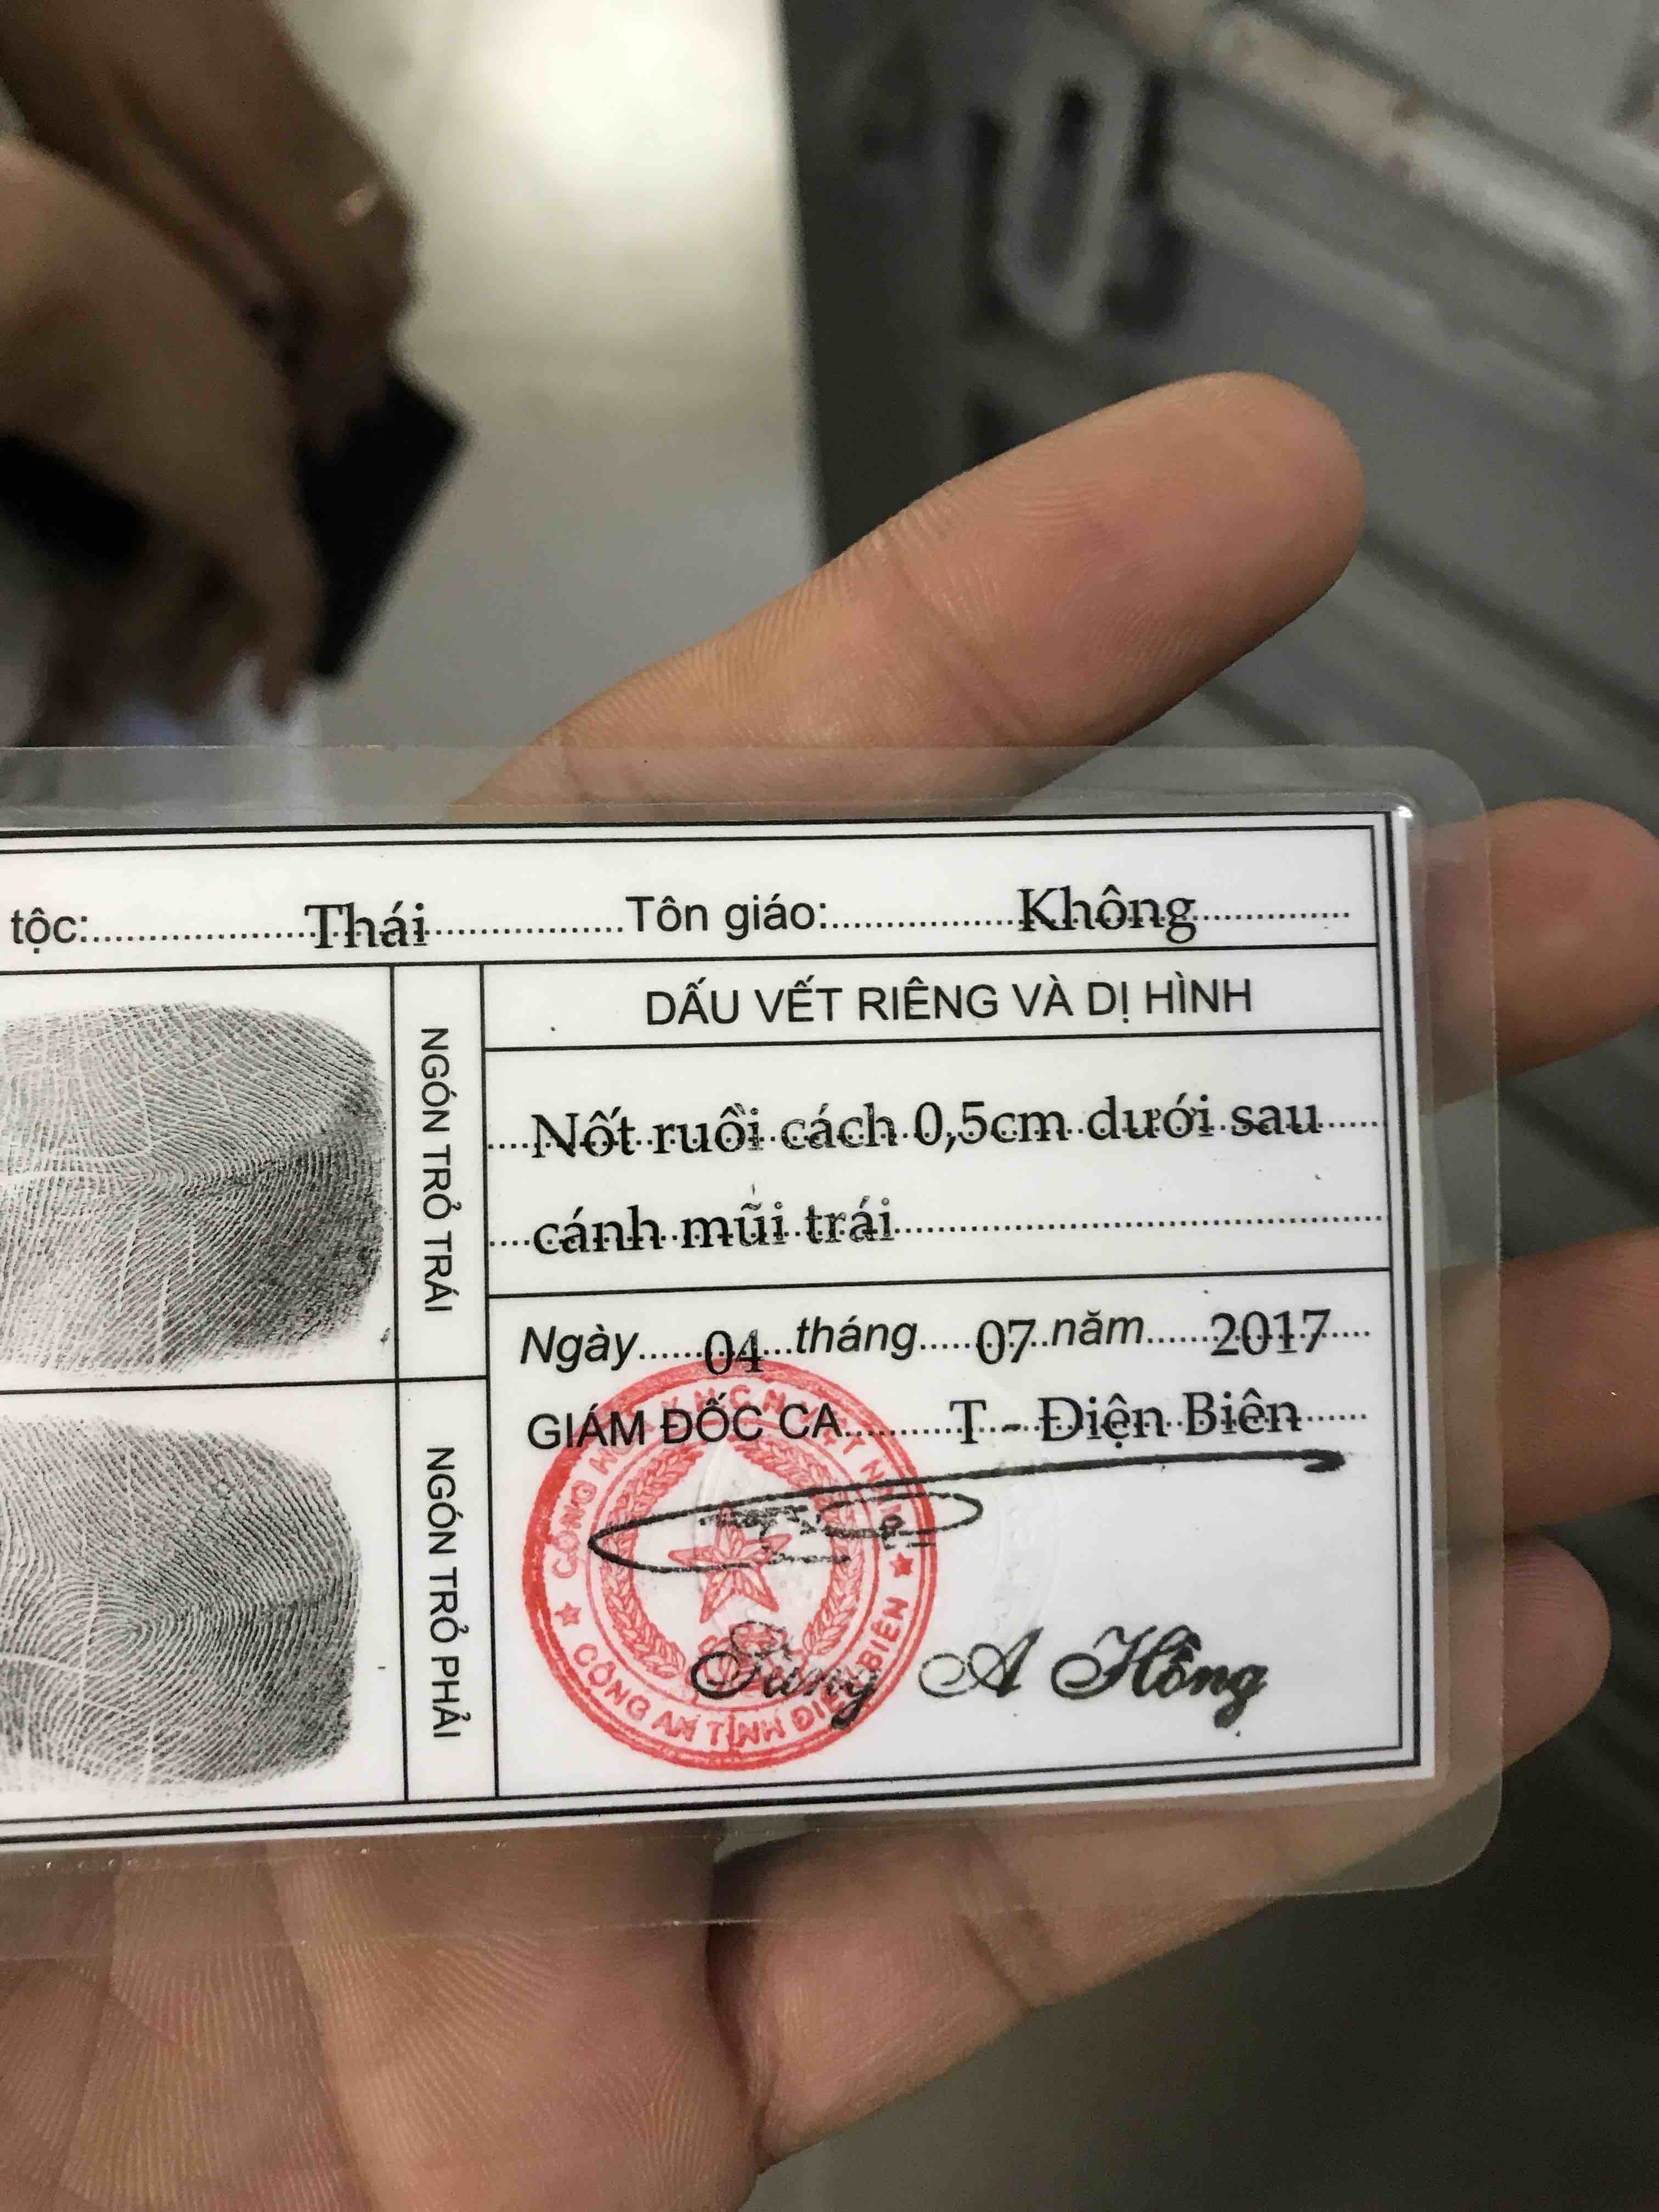 tộc: Thái Tôn giáo: Không
NGÓN TRỎ TRÁI
DẤU VẾT RIÊNG VÀ DỊ HÌNH
Nốt ruồi cách 0,5cm dưới sau
cánh mũi trái
NGÓN TRỎ PHẢI
Ngày 04 tháng 07 năm 2017
GIÁM ĐỐC CA T - Điện Biên
CÔNG AN TỈNH ĐIỆN BIÊN
A Hồng